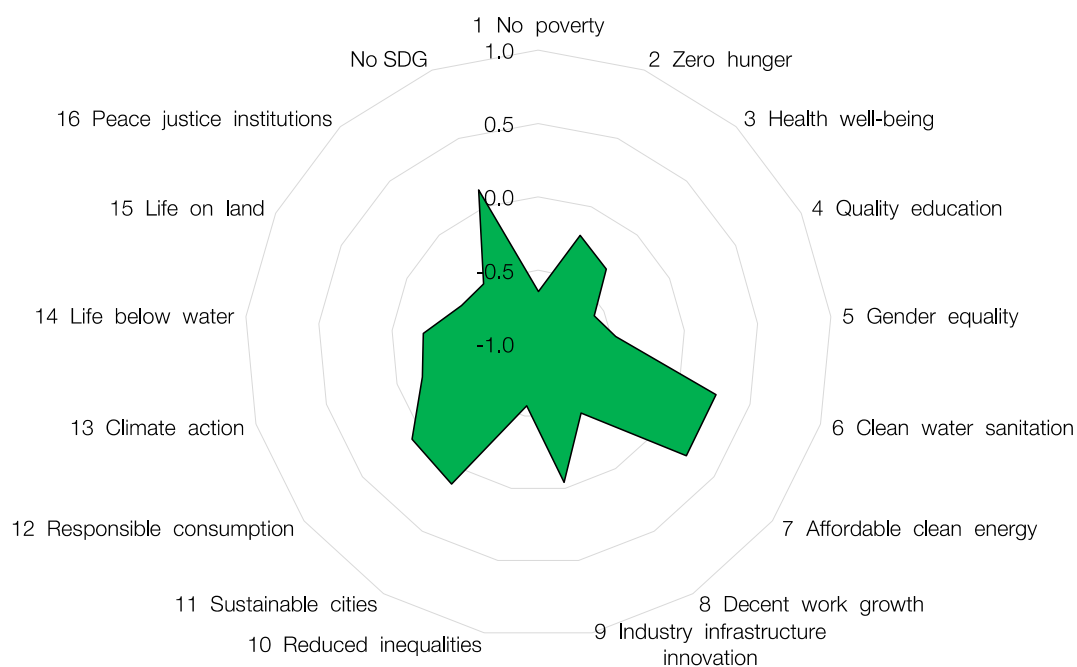 1 No poverty
1.0
No SDG
2 Zero hunger
16 Peace justice institutions
0.5
3 Health well-being
15 Life on land
0.0
4 Quality education
-0.5
14 Life below water
-1.0
5 Gender equality
13 Climate action
6 Clean water sanitation
12 Responsible consumption
7 Affordable clean energy
11 Sustainable cities
8 Decent work growth
10 Reduced inequalities
9 Industry infrastructure
innovation